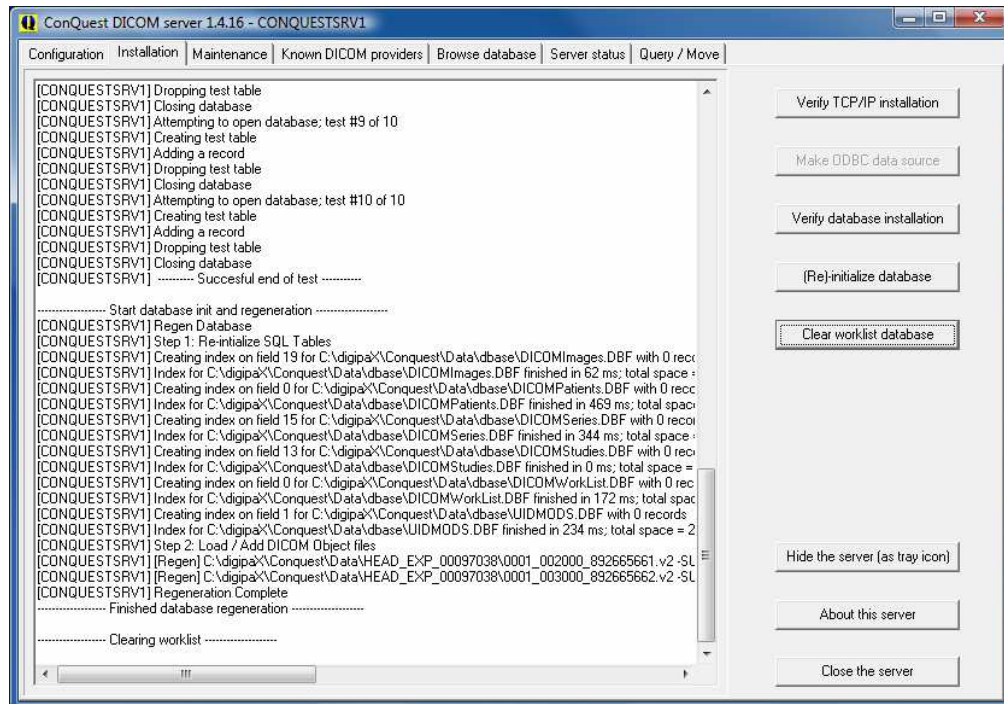 ConQuest DICOM server 1.4.16 - CONQUESTSRV1
Configuration Installation Maintenance Known DICOM providers Browse database Server status Query / Move
[CONQUESTSRV1] Dropping test table
[CONQUESTSRV1] Closing database
[CONQUESTSRV1] Attempting to open database; test #9 of 10
[CONQUESTSRV1] Creating test table
[CONQUESTSRV1] Adding a record
[CONQUESTSRV1] Dropping test table
[CONQUESTSRV1] Closing database
[CONQUESTSRV1] Attempting to open database; test #10 of 10
[CONQUESTSRV1] Creating test table
[CONQUESTSRV1] Adding a record
[CONQUESTSRV1] Dropping test table
[CONQUESTSRV1] Closing database
[CONQUESTSRV1] ---------- Succesful end of test ----------
------------------ Start database init and regeneration -------------------
[CONQUESTSRV1] Regen Database
[CONQUESTSRV1] Step 1: Re-intialize SQL Tables
[CONQUESTSRV1] Creating index on field 19 for C:\digipaX\Conquest\Data\dbase\DICOMImages.DBF with 0 recc
[CONQUESTSRV1] Index for C:\digipaX\Conquest\Data\dbase\DICOMImages.DBF finished in 62 ms; total space =
[CONQUESTSRV1] Creating index on field 0 for C:\digipaX\Conquest\Data\dbase\DICOMPatients.DBF with 0 recc
[CONQUESTSRV1] Index for C:\digipaX\Conquest\Data\dbase\DICOMPatients.DBF finished in 469 ms; total space
[CONQUESTSRV1] Creating index on field 15 for C:\digipaX\Conquest\Data\dbase\DICOMSeries.DBF with 0 recor
[CONQUESTSRV1] Index for C:\digipaX\Conquest\Data\dbase\DICOMSeries.DBF finished in 344 ms; total space
[CONQUESTSRV1] Creating index on field 13 for C:\digipaX\Conquest\Data\dbase\DICOMStudies.DBF with 0 rec
[CONQUESTSRV1] Index for C:\digipaX\Conquest\Data\dbase\DICOMStudies.DBF finished in 0 ms; total space =
[CONQUESTSRV1] Creating index on field 0 for C:\digipaX\Conquest\Data\dbase\DICOMWorkList.DBF with 0 rec
[CONQUESTSRV1] Index for C:\digipaX\Conquest\Data\dbase\DICOMWorkList.DBF finished in 172 ms; total spac
[CONQUESTSRV1] Creating index on field 1 for C:\digipaX\Conquest\Data\dbase\UIDMODS.DBF with 0 records
[CONQUESTSRV1] Index for C:\digipaX\Conquest\Data\dbase\UIDMODS.DBF finished in 234 ms; total space = 2
[CONQUESTSRV1] Step 2: Load / Add DICOM Object files
[CONQUESTSRV1] [Regen] C:\digipaX\Conquest\Data\HEAD_EXP_00097038\0001_002000_892665661.v2 -SU
[CONQUESTSRV1] [Regen] C:\digipaX\Conquest\Data\HEAD_EXP_00097038\0001_003000_892665662.v2 -SU
[CONQUESTSRV1] Regeneration Complete
------------------ Finished database regeneration -------------------
------------------ Clearing worklist -------------------
Verify TCP/IP installation
Make ODBC data source
Verify database installation
(Re)-initialize database
Clear worklist database
Hide the server (as tray icon)
About this server
Close the server